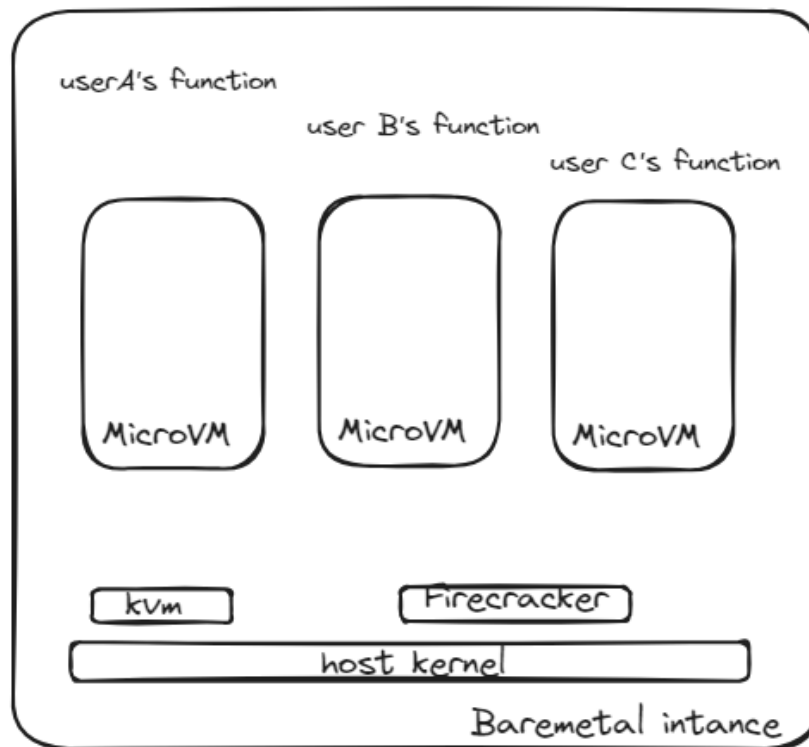 userA's function
user B's function
user C's function
MicroVM
MicroVM
MicroVM
kvm
Firecracker
host kernel
Baremetal intance